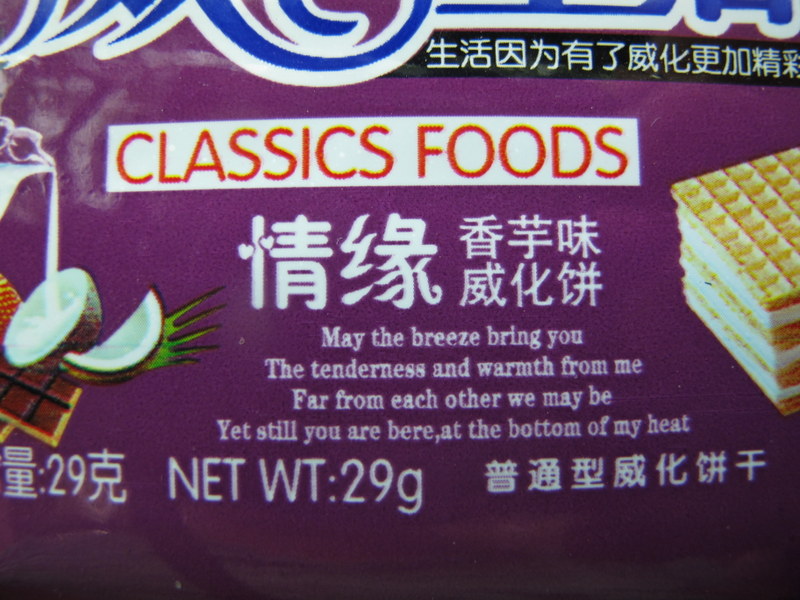 生活因为有了威化更加精彩
CLASSICS FOODS
情缘 香芋味
威化饼
May the breeze bring you
The tenderness and warmth from me
Far from each other we may be
Yet still you are bere,at the bottom of my heat
量:29克 NET WT:29g 普通型威化饼干